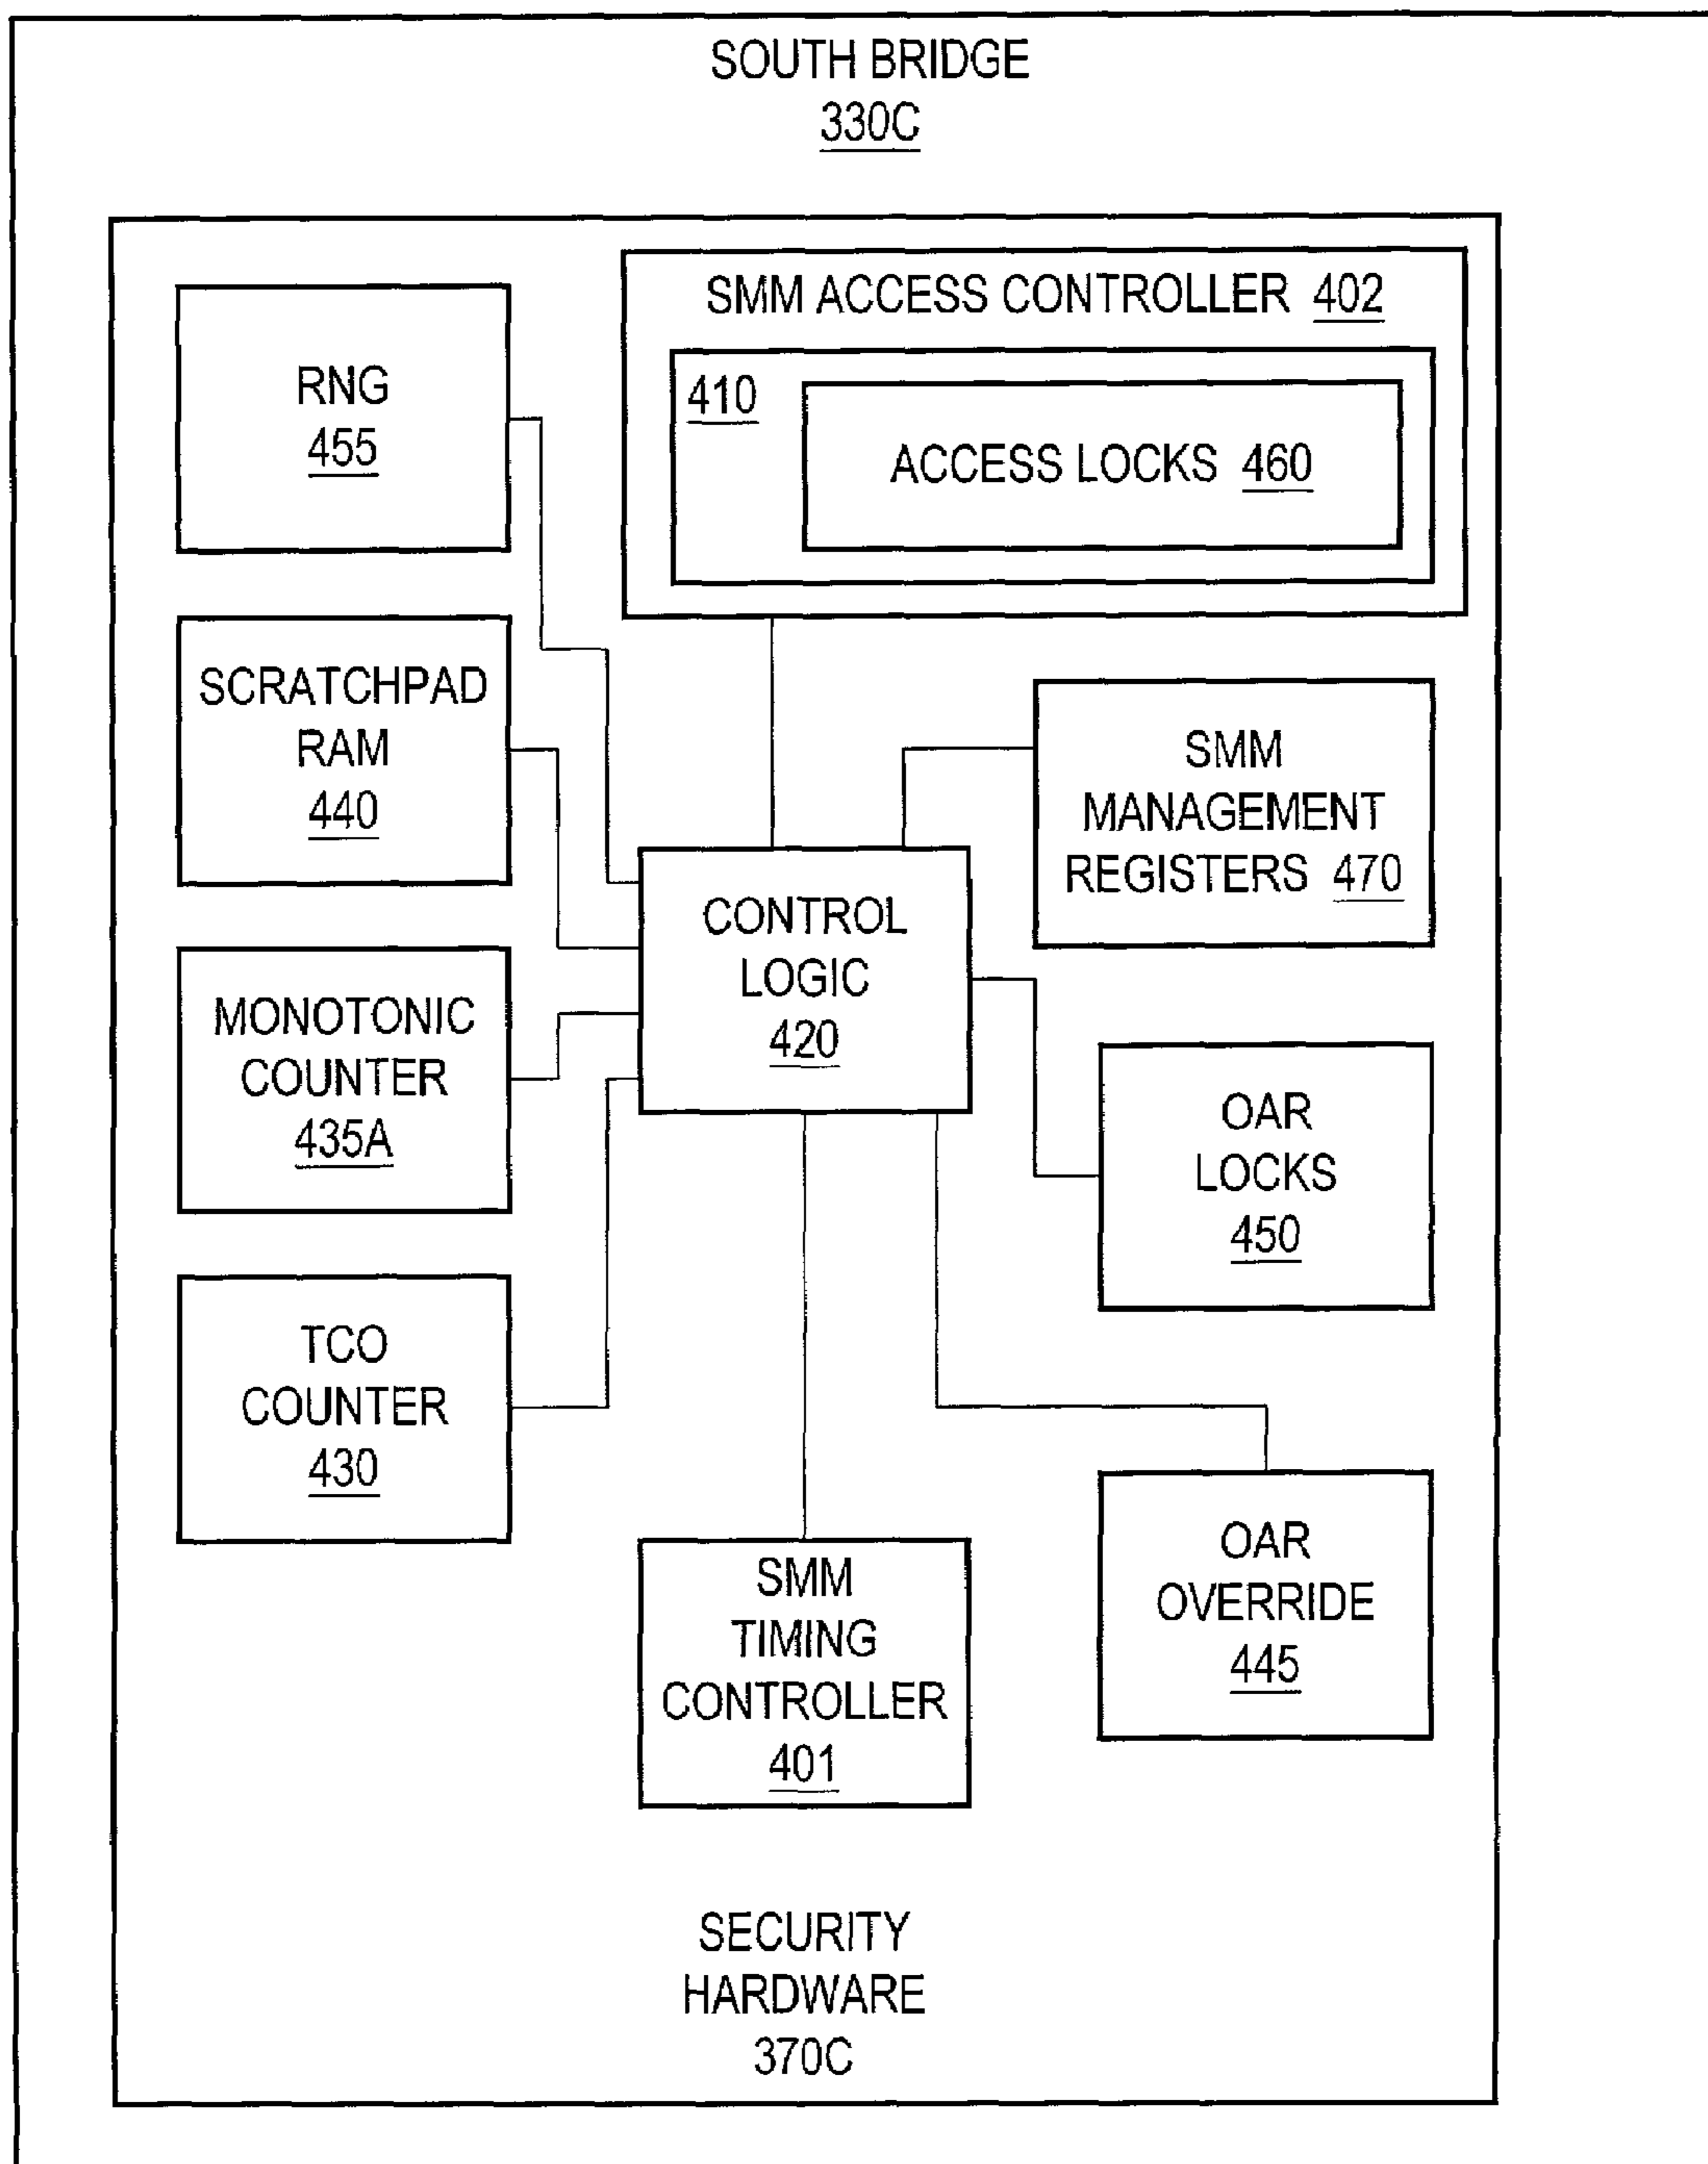 SOUTH BRIDGE
330C
SMM ACCESS CONTROLLER 402
410
ACCESS LOCKS 460
RNG
455
SCRATCHPAD
RAM
440
SMM
MANAGEMENT
REGISTERS 470
CONTROL
LOGIC
420
MONOTONIC
COUNTER
435A
OAR
LOCKS
450
TCO
COUNTER
430
SMM
TIMING
CONTROLLER
401
OAR
OVERRIDE
445
SECURITY
HARDWARE
370C